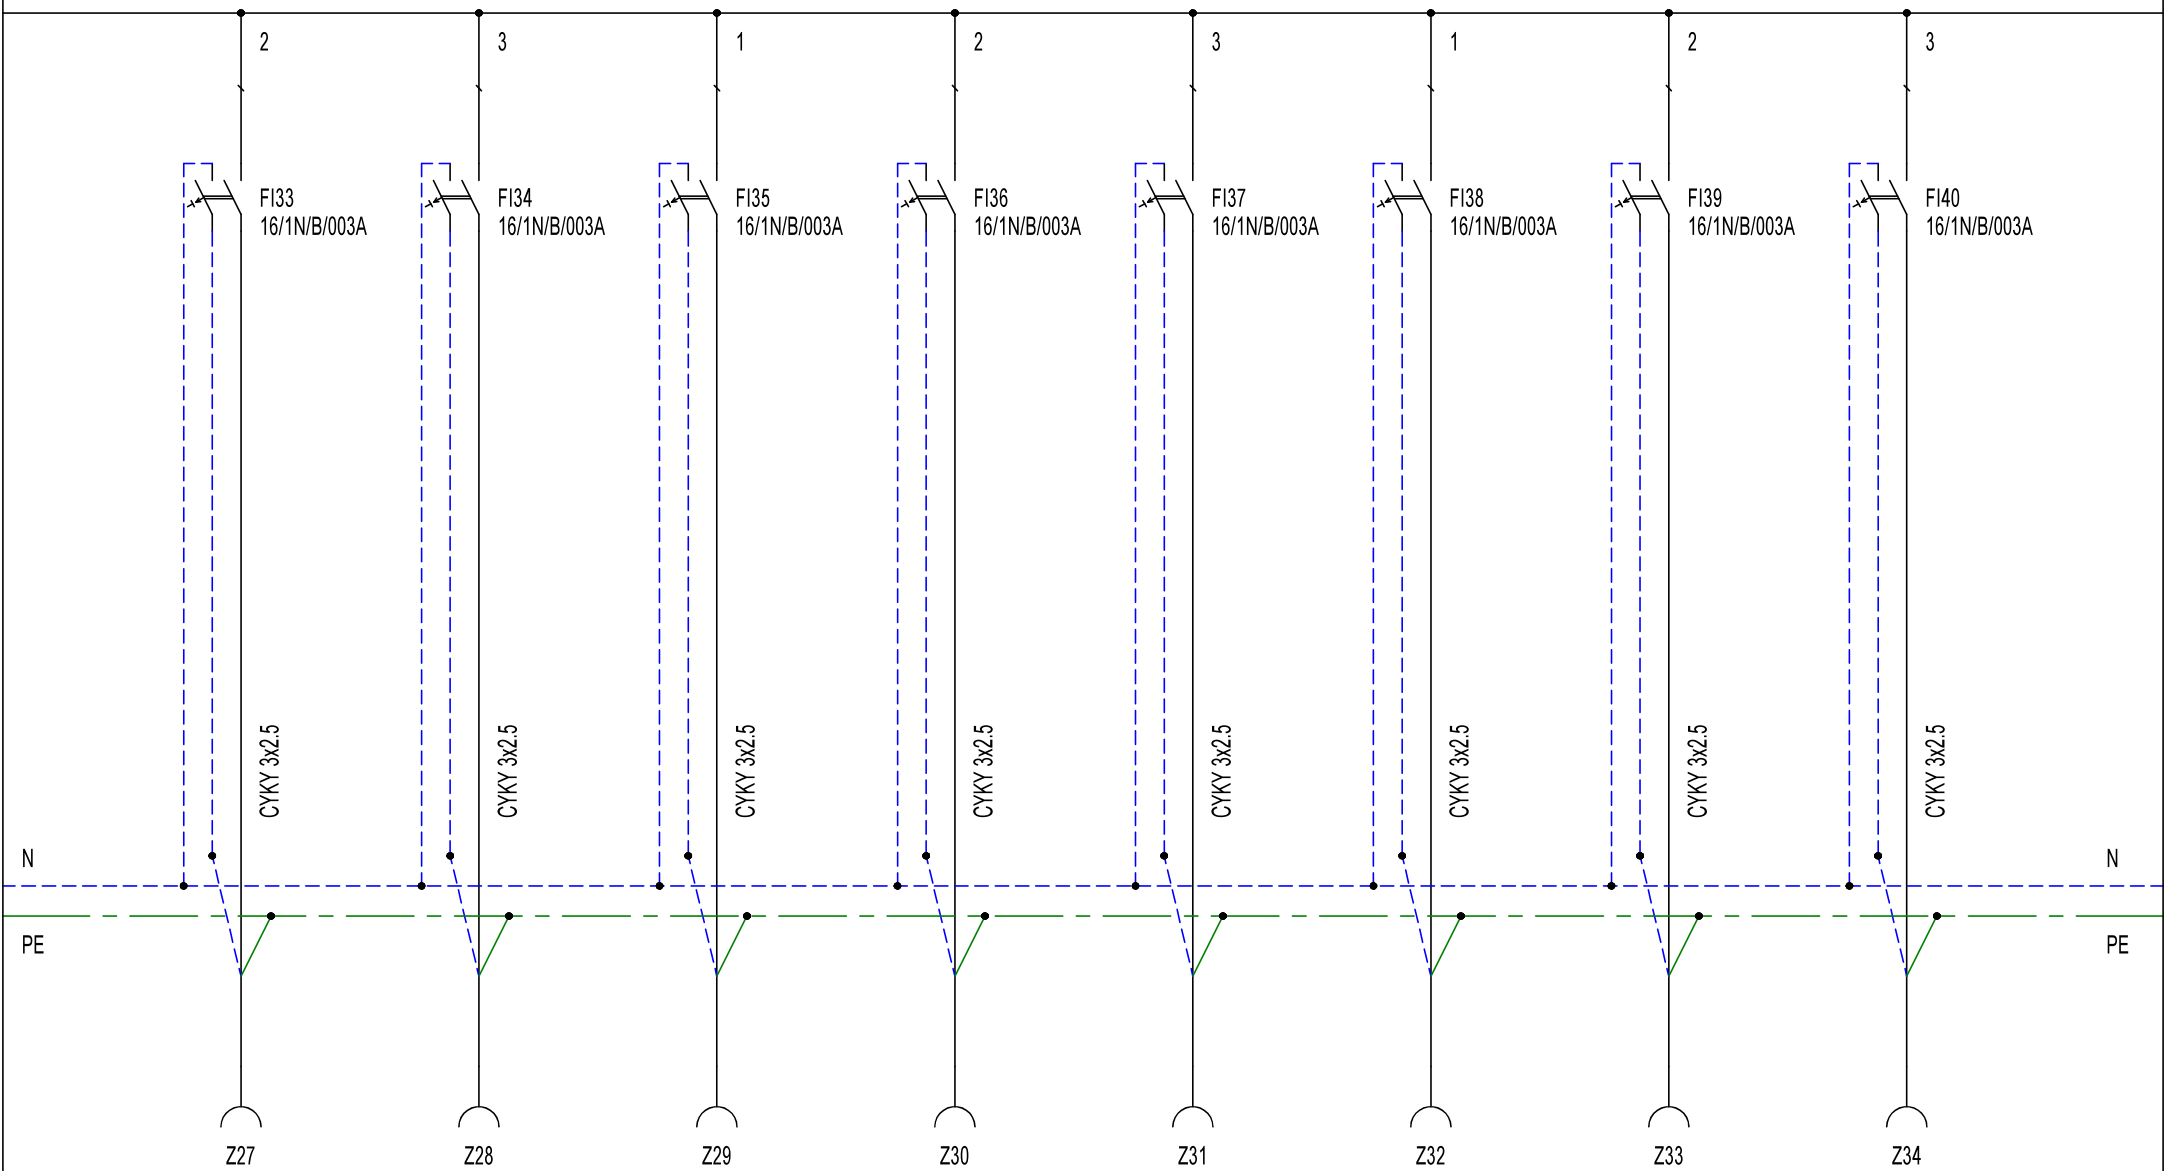 2 3 1 2 3 1 2 3
FI33 FI34 FI35 FI36 FI37 FI38 FI39 FI40
16/1N/B/003A 16/1N/B/003A 16/1N/B/003A 16/1N/B/003A 16/1N/B/003A 16/1N/B/003A 16/1N/B/003A 16/1N/B/003A
CYKY 3x2.5 CYKY 3x2.5 CYKY 3x2.5 CYKY 3x2.5 CYKY 3x2.5 CYKY 3x2.5 CYKY 3x2.5 CYKY 3x2.5
N N
PE PE
Z27 Z28 Z29 Z30 Z31 Z32 Z33 Z34